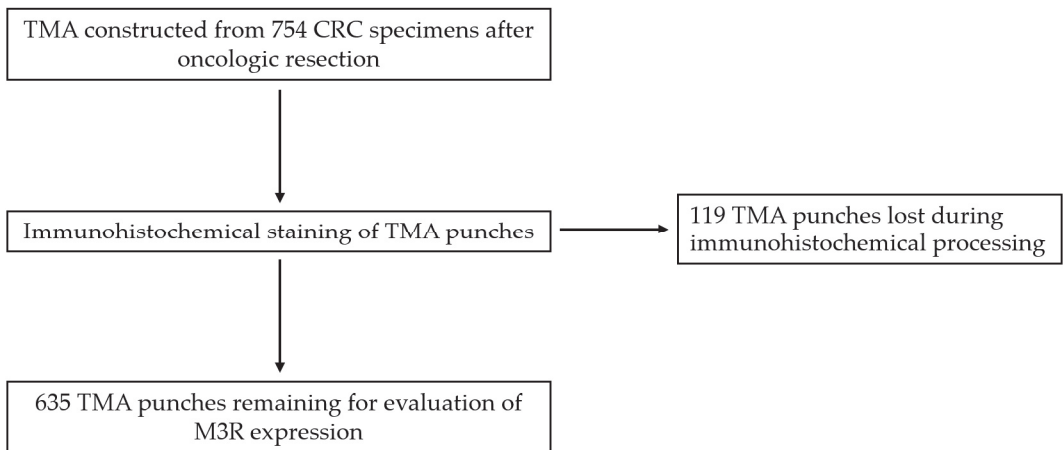 TMA constructed from 754 CRC specimens after
oncologic resection
Immunohistochemical staining of TMA punches
119 TMA punches lost during
immunohistochemical processing
635 TMA punches remaining for evaluation of
M3R expression